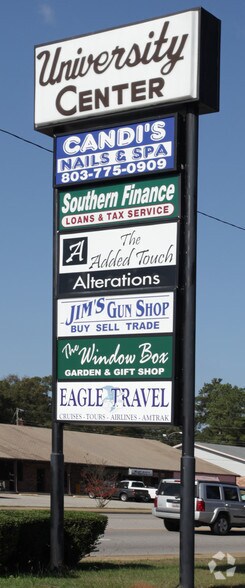 University
CENTER
CANDI'S
NAILS & SPA
803-775-0909
Southern Finance
LOANS & TAX SERVICE
A
The
Added Touch
Alterations
JIM'S GUN SHOP
BUY SELL TRADE
The WINDOW BOX
GARDEN & GIFT SHOP
EAGLE TRAVEL
CRUISES - TOURS - AIRLINES - AMTRAK